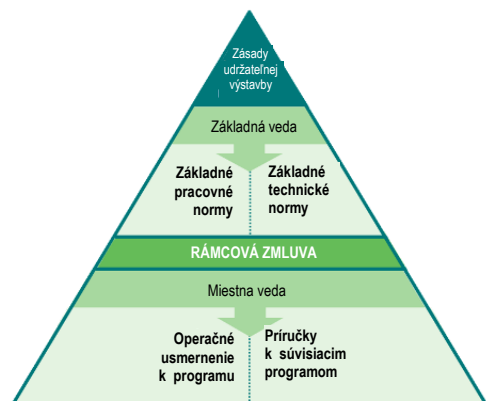 Zásady
udržateľnej
výstavby
Základná veda
Základné
pracovné
normy
Základné
technické
normy
RÁMCOVÁ ZMLUVA
Miestna veda
Operačné
usmernenie
k programu
Príručky
k súvisiacim
programom